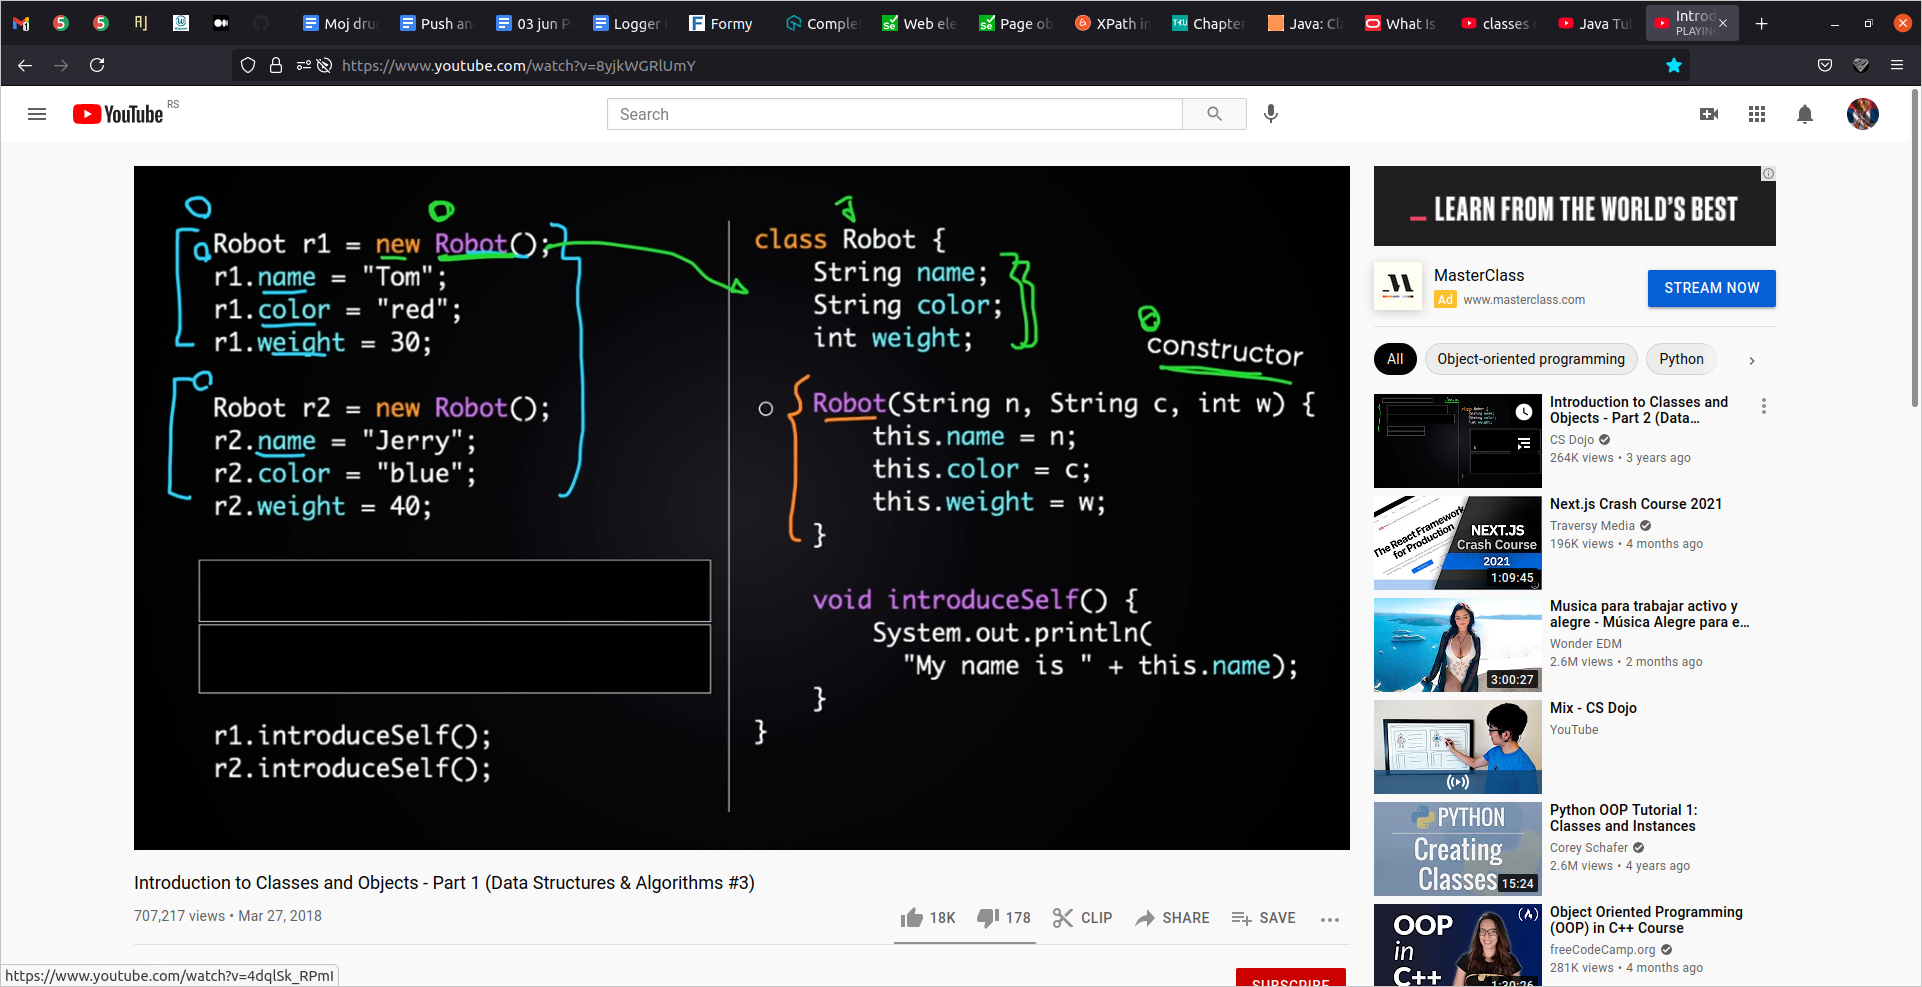 Moj dru
Push an
03 jun P
Logger i
Formy
Comple
Web ele
Page ob
XPath in
Chapter
Java: Cl
What Is
classes o
Java Tut
Introd
PLAYING
https://www.youtube.com/watch?v=8yjkWGRlUmY
YouTube RS
Search
Robot r1 = new Robot();
r1.name = "Tom";
r1.color = "red";
r1.weight = 30;
Robot r2 = new Robot();
r2.name = "Jerry";
r2.color = "blue";
r2.weight = 40;
r1.introduceSelf();
r2.introduceSelf();
class Robot {
String name;
String color;
int weight;
constructor
Robot(String n, String c, int w) {
this.name = n;
this.color = c;
this.weight = w;
}
void introduceSelf() {
System.out.println(
"My name is " + this.name);
}
}
Introduction to Classes and Objects - Part 1 (Data Structures & Algorithms #3)
707,217 views • Mar 27, 2018
18K
178
CLIP
SHARE
SAVE
SUBSCRIBE
https://www.youtube.com/watch?v=4dqlSk_RPmI
LEARN FROM THE WORLD'S BEST
MasterClass
Ad www.masterclass.com
STREAM NOW
All
Object-oriented programming
Python
Introduction to Classes and
Objects - Part 2 (Data...
CS Dojo
264K views • 3 years ago
The React Framework
for Production
NEXT.JS
Crash Course
2021
1:09:45
Next.js Crash Course 2021
Traversy Media
196K views • 4 months ago
3:00:27
Musica para trabajar activo y
alegre - Música Alegre para e...
Wonder EDM
2.6M views • 2 months ago
Mix - CS Dojo
YouTube
PYTHON
Creating
Classes
15:24
Python OOP Tutorial 1:
Classes and Instances
Corey Schafer
2.6M views • 4 years ago
OOP
in
C++
1:30:26
Object Oriented Programming
(OOP) in C++ Course
freeCodeCamp.org
281K views • 4 months ago